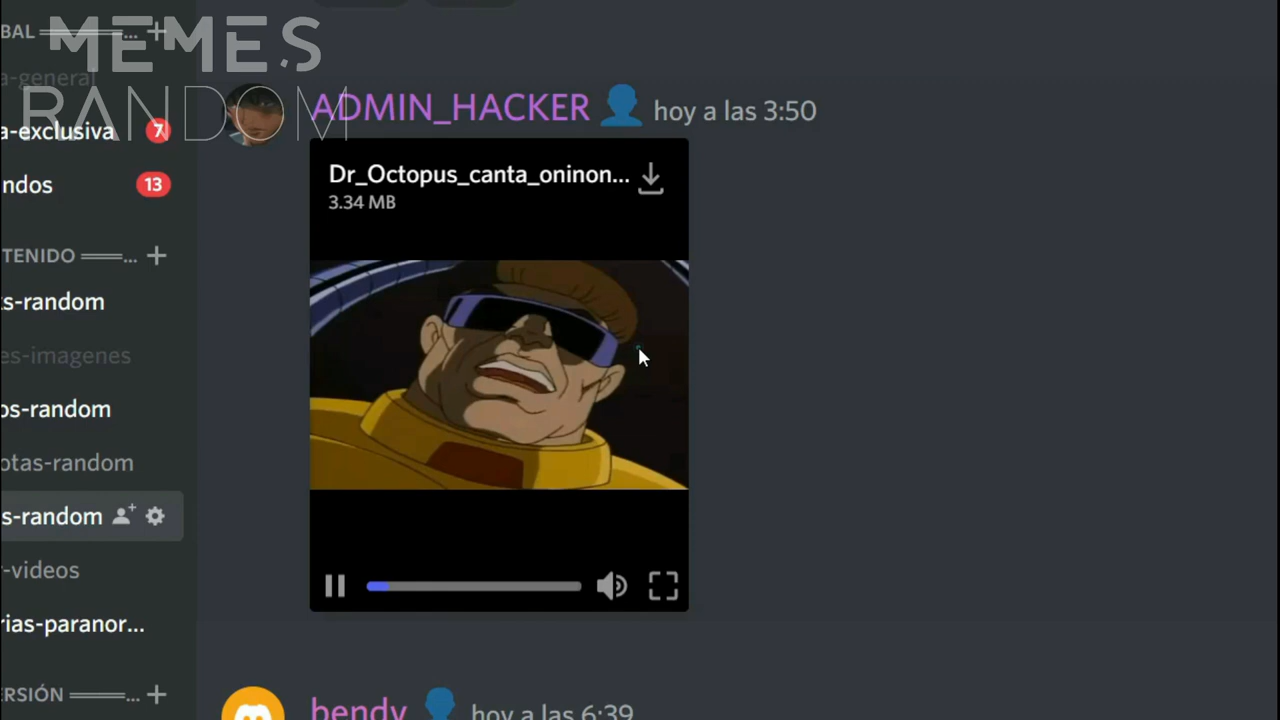 MEMES
RANDOM
BAL
a-general
a-exclusiva 7
ndos 13
TENIDO
s-random
es-imagenes
os-random
otas-random
s-random
-videos
rias-paranor...
ERSIÓN
ADMIN_HACKER hoy a las 3:50
Dr_Octopus_canta_oninon...
3.34 MB
bendy hoy a las 6:39